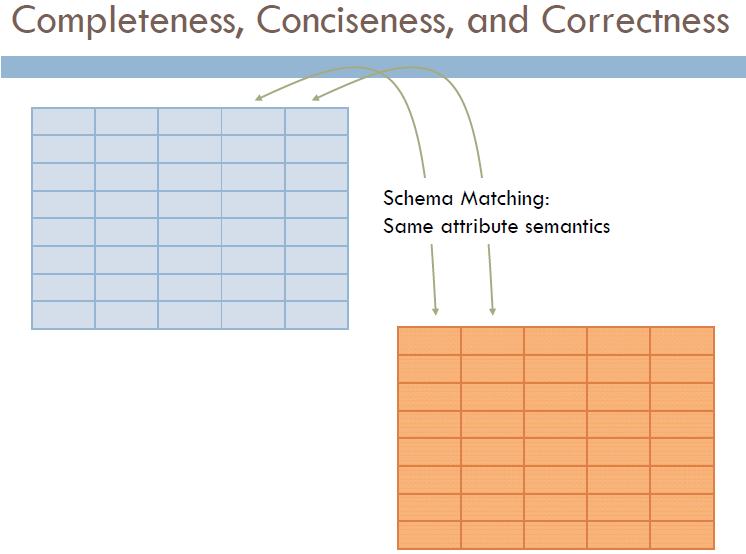 Completeness, Conciseness, and Correctness
Schema Matching:
Same attribute semantics